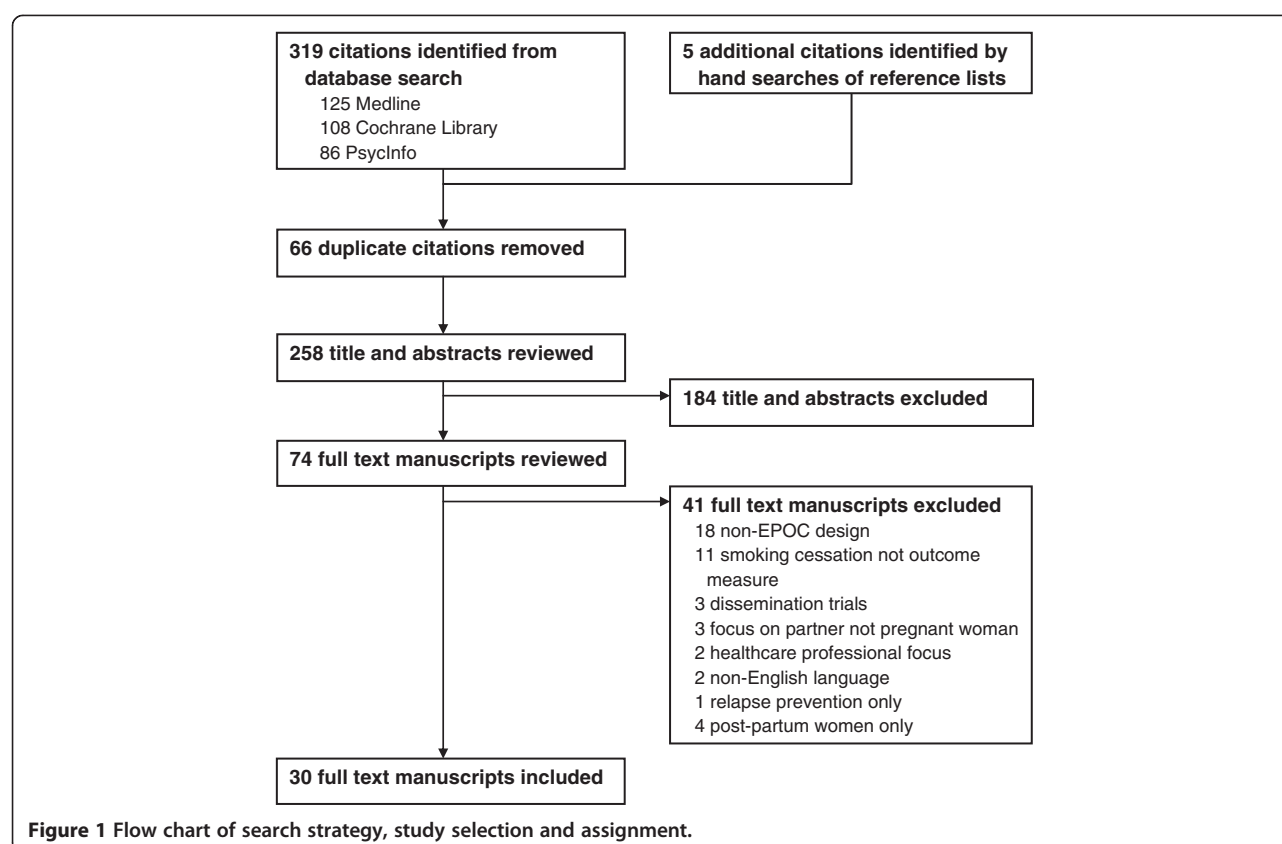 319 citations identified from
database search
125 Medline
108 Cochrane Library
86 PsycInfo
5 additional citations identified by
hand searches of reference lists
66 duplicate citations removed
258 title and abstracts reviewed
184 title and abstracts excluded
74 full text manuscripts reviewed
41 full text manuscripts excluded
18 non-EPOC design
11 smoking cessation not outcome
measure
3 dissemination trials
3 focus on partner not pregnant woman
2 healthcare professional focus
2 non-English language
1 relapse prevention only
4 post-partum women only
30 full text manuscripts included
Figure 1 Flow chart of search strategy, study selection and assignment.